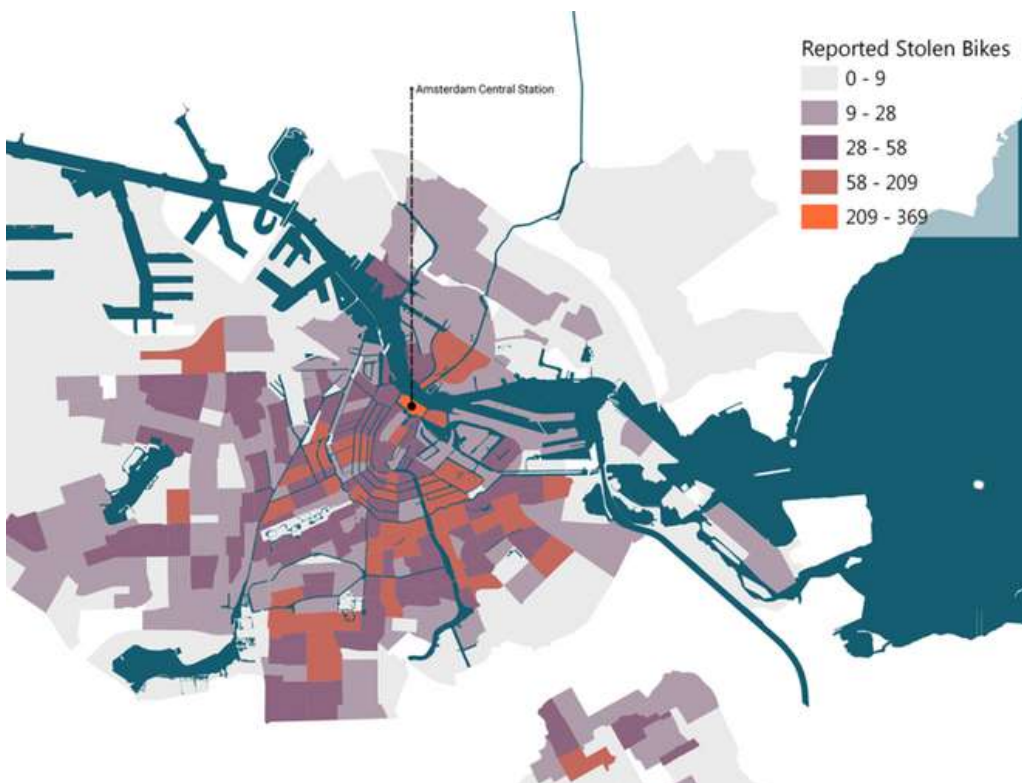 Reported Stolen Bikes
0 - 9
9 - 28
28 - 58
58 - 209
209 - 369
Amsterdam Central Station